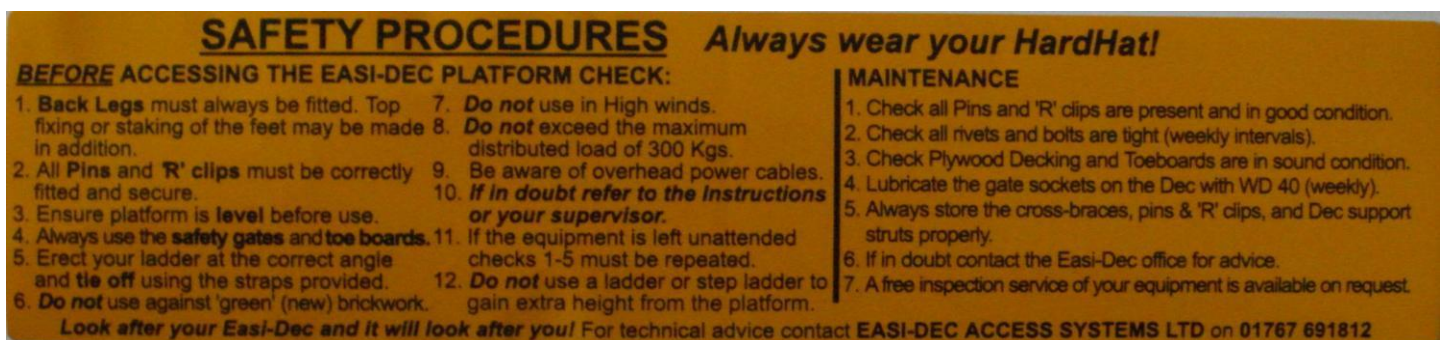 SAFETY PROCEDURES Always wear your HardHat!
BEFORE ACCESSING THE EASI-DEC PLATFORM CHECK:
1. Back Legs must always be fitted. Top
fixing or staking of the feet may be made
in addition.
2. All Pins and 'R' clips must be correctly
fitted and secure.
3. Ensure platform is level before use.
4. Always use the safety gates and toe boards.
5. Erect your ladder at the correct angle
and tie off using the straps provided.
6. Do not use against 'green' (new) brickwork.
7. Do not use in High winds.
8. Do not exceed the maximum
distributed load of 300 Kgs.
9. Be aware of overhead power cables.
10. If in doubt refer to the Instructions
or your supervisor.
11. If the equipment is left unattended
checks 1-5 must be repeated.
12. Do not use a ladder or step ladder to
gain extra height from the platform.
MAINTENANCE
1. Check all Pins and 'R' clips are present and in good condition.
2. Check all rivets and bolts are tight (weekly intervals).
3. Check Plywood Decking and Toeboards are in sound condition.
4. Lubricate the gate sockets on the Dec with WD 40 (weekly).
5. Always store the cross-braces, pins & 'R' clips, and Dec support
struts properly.
6. If in doubt contact the Easi-Dec office for advice.
7. A free inspection service of your equipment is available on request.
Look after your Easi-Dec and it will look after you! For technical advice contact EASI-DEC ACCESS SYSTEMS LTD on 01767 691812